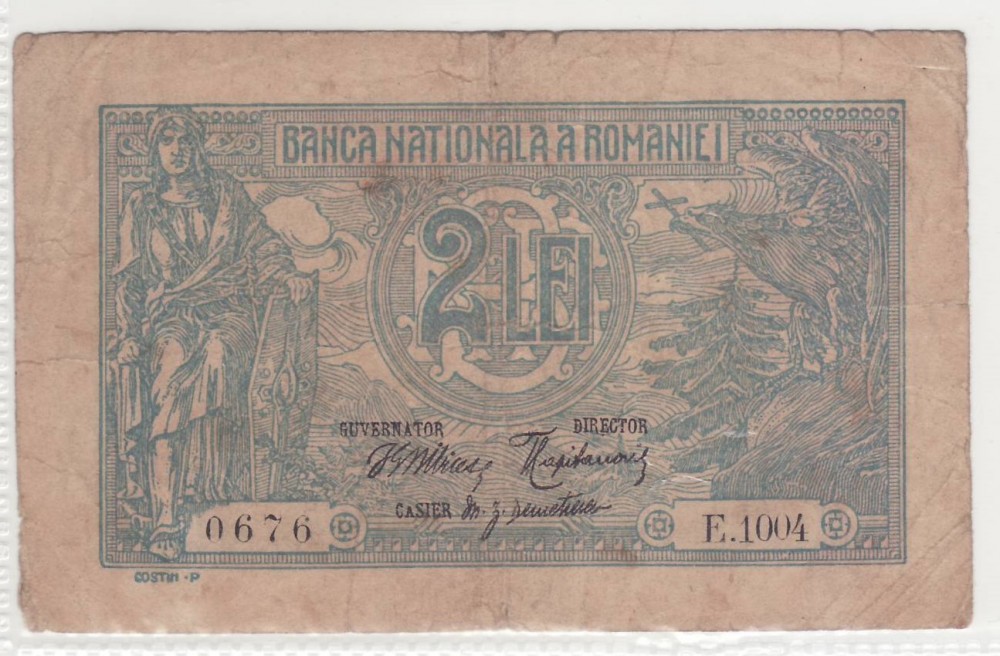 BANCA NATIONALA A ROMANIEI
2 LEI
GUVERNATOR DIRECTOR
CASIER
0676 E.1004
COSTIN-P